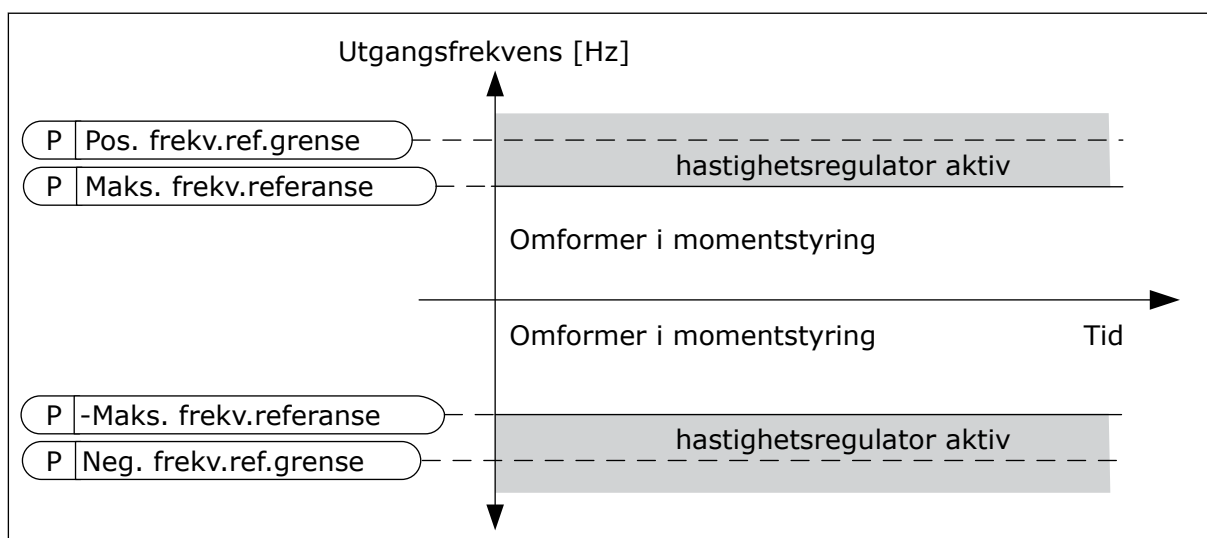 Utgangsfrekvens [Hz]
P Pos. frekv.ref.grense
hastighetsregulator aktiv
P Maks. frekv.referanse
Omformer i momentstyring
Omformer i momentstyring
Tid
P -Maks. frekv.referanse
hastighetsregulator aktiv
P Neg. frekv.ref.grense